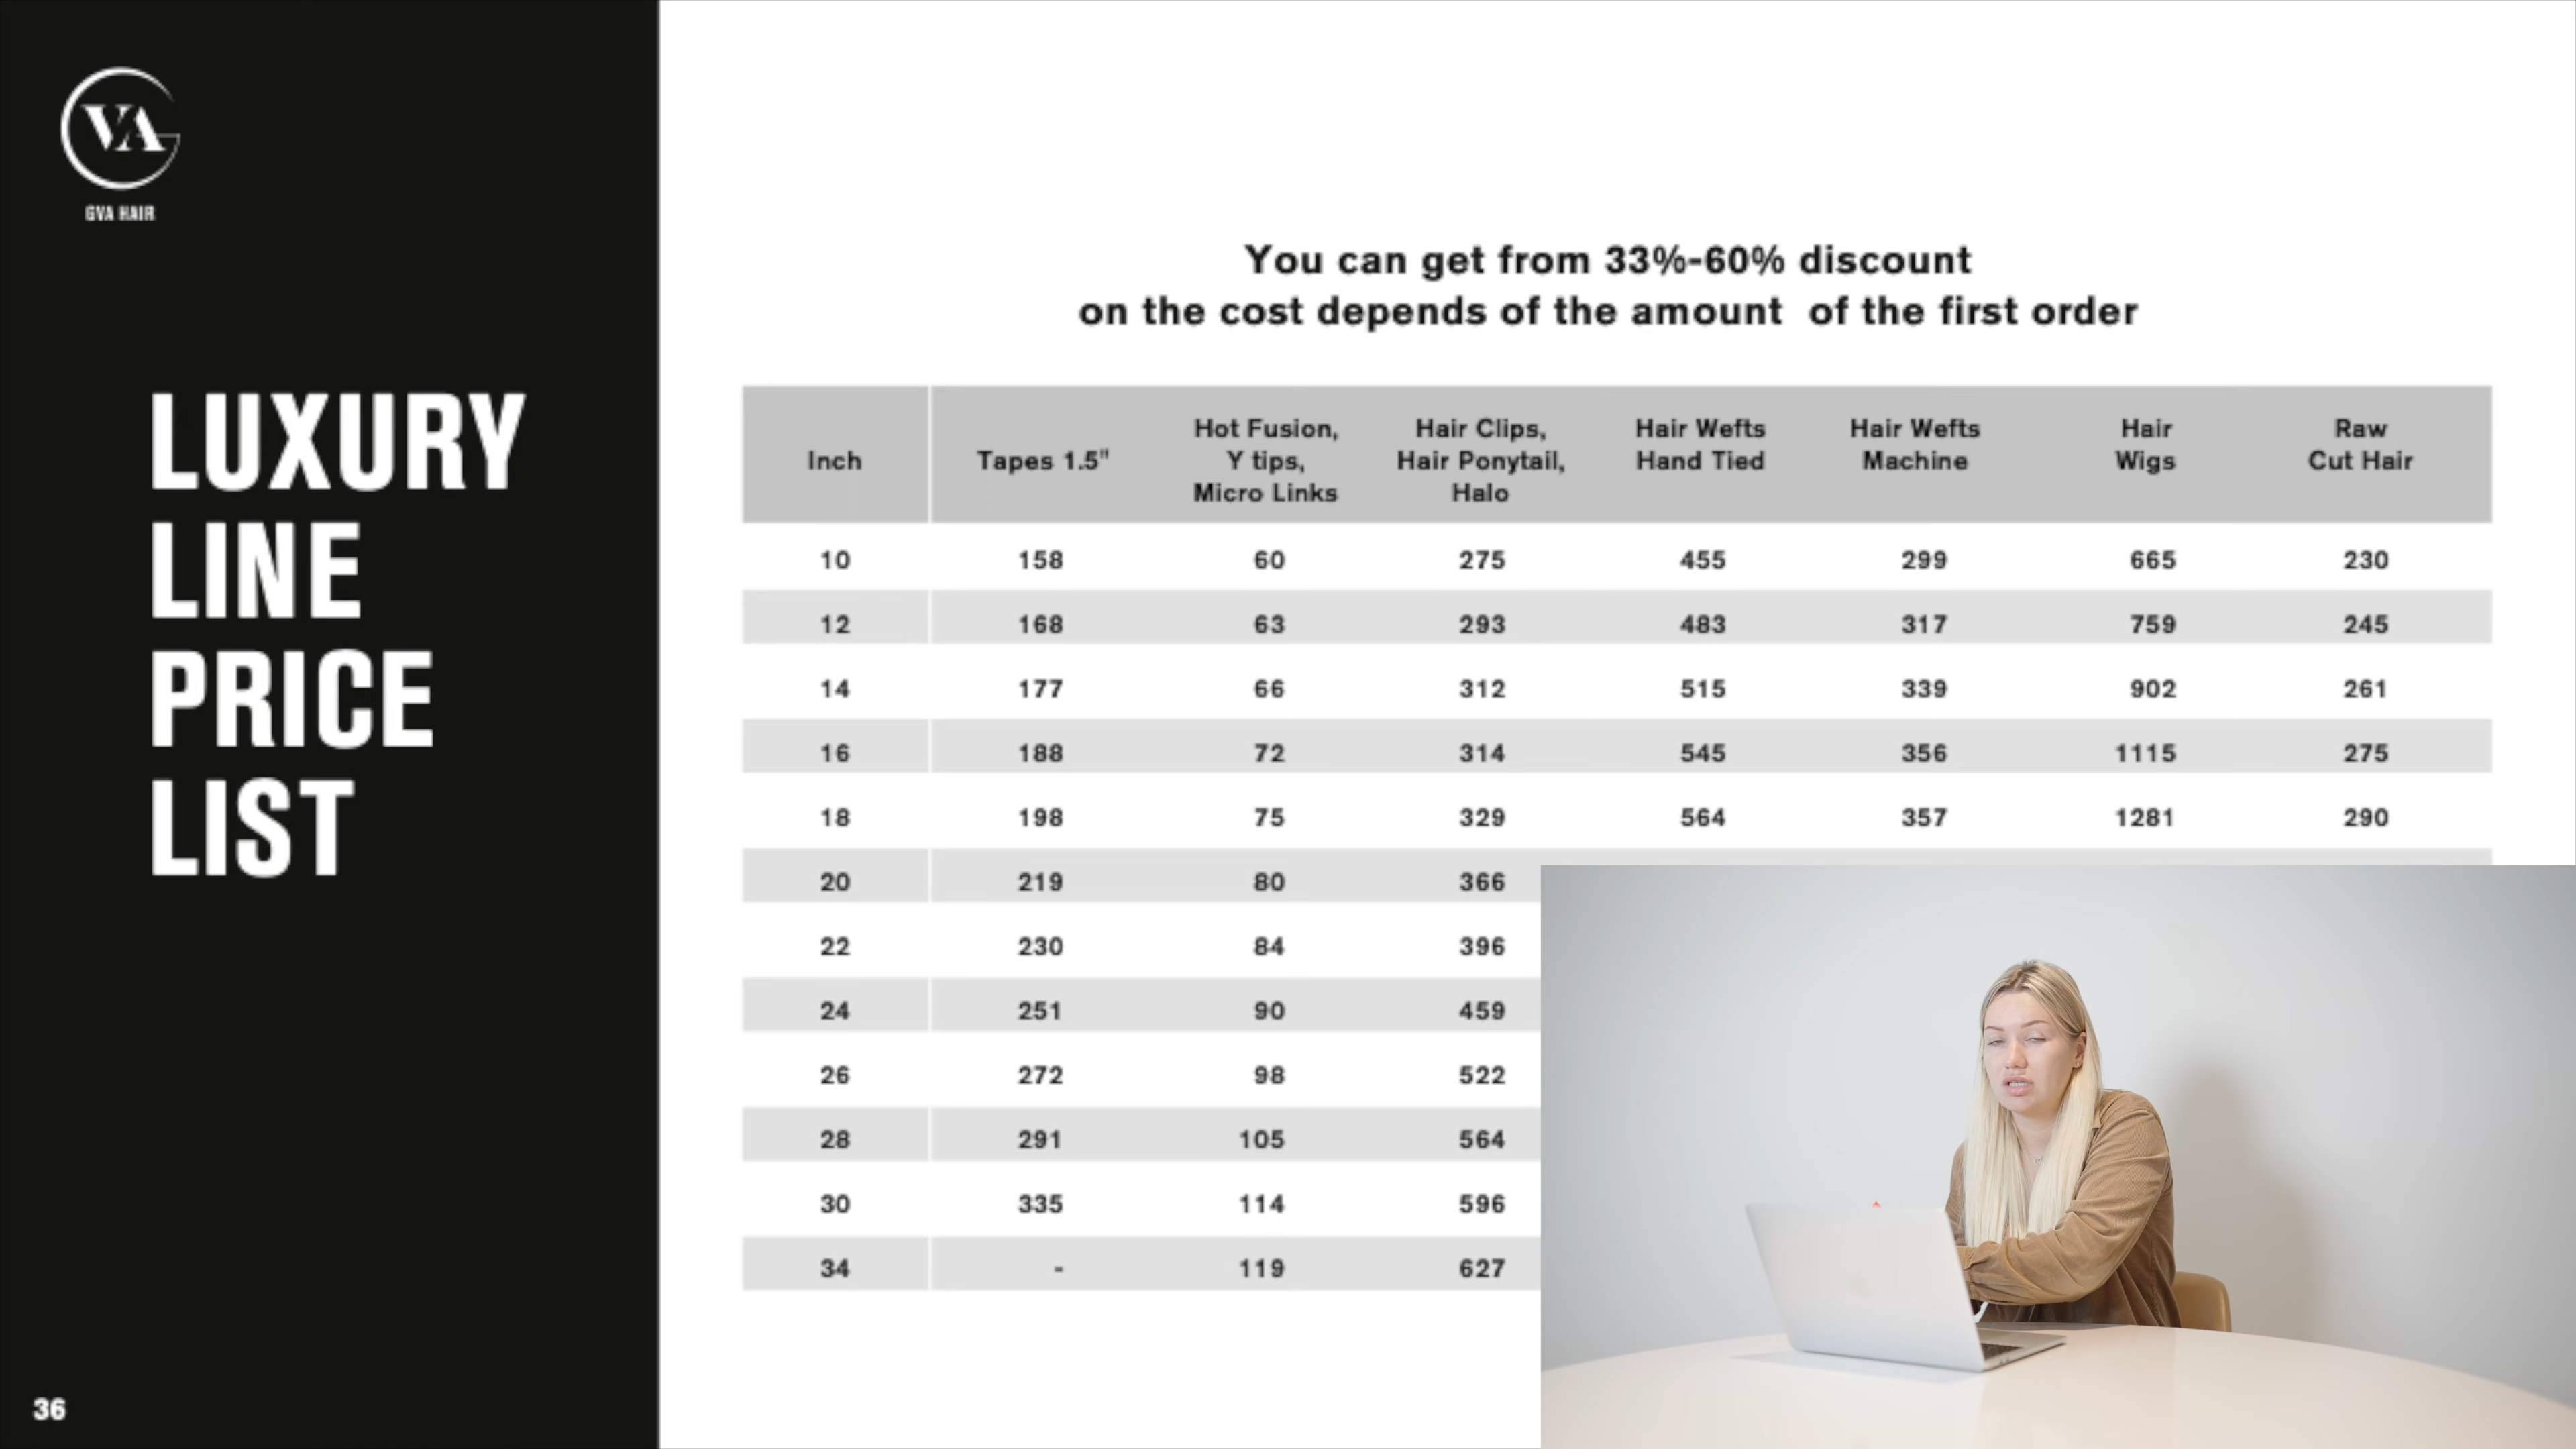 VA
GVA HAIR
LUXURY
LINE
PRICE
LIST
36
You can get from 33%-60% discount
on the cost depends of the amount of the first order
Inch Tapes 1.5" Hot Fusion, Y tips, Micro Links Hair Clips, Hair Ponytail, Halo Hair Wefts Hand Tied Hair Wefts Machine Hair Wigs Raw Cut Hair
10 158 60 275 455 299 665 230
12 168 63 293 483 317 759 245
14 177 66 312 515 339 902 261
16 188 72 314 545 356 1115 275
18 198 75 329 564 357 1281 290
20 219 80 366
22 230 84 396
24 251 90 459
26 272 98 522
28 291 105 564
30 335 114 596
34 - 119 627